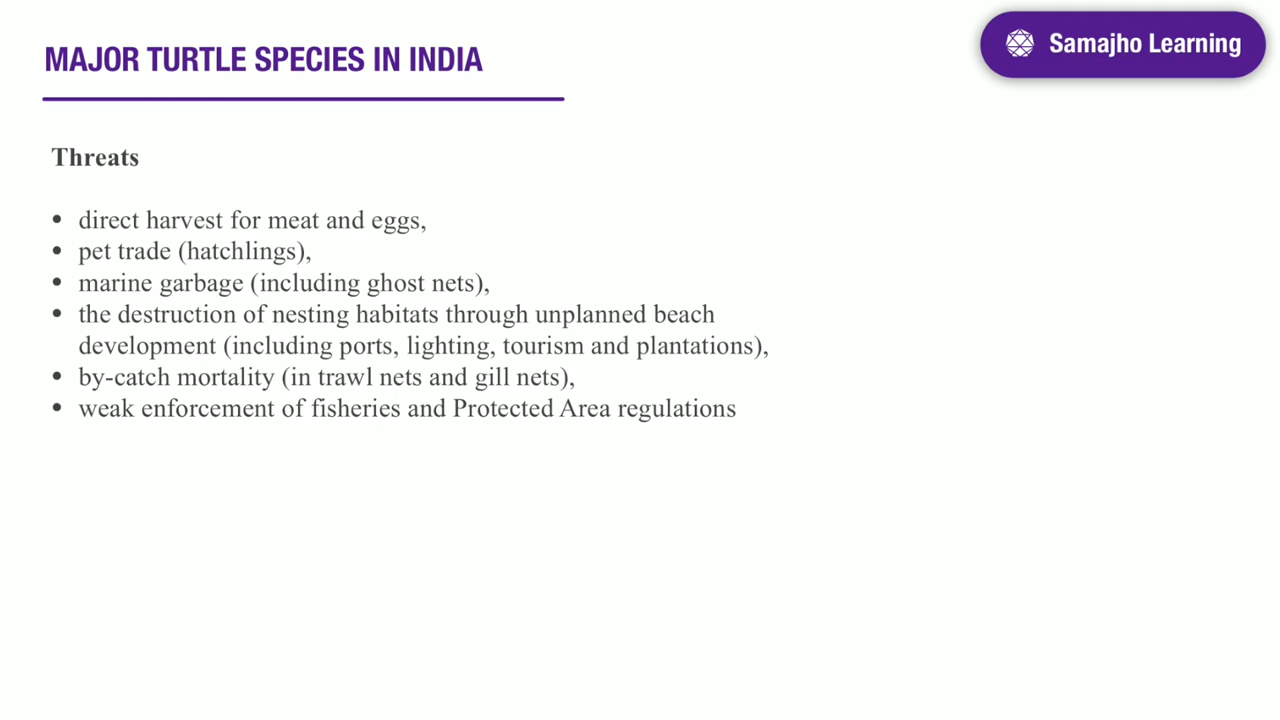 MAJOR TURTLE SPECIES IN INDIA
Samajho Learning
Threats
• direct harvest for meat and eggs,
• pet trade (hatchlings),
• marine garbage (including ghost nets),
• the destruction of nesting habitats through unplanned beach
development (including ports, lighting, tourism and plantations),
• by-catch mortality (in trawl nets and gill nets),
• weak enforcement of fisheries and Protected Area regulations